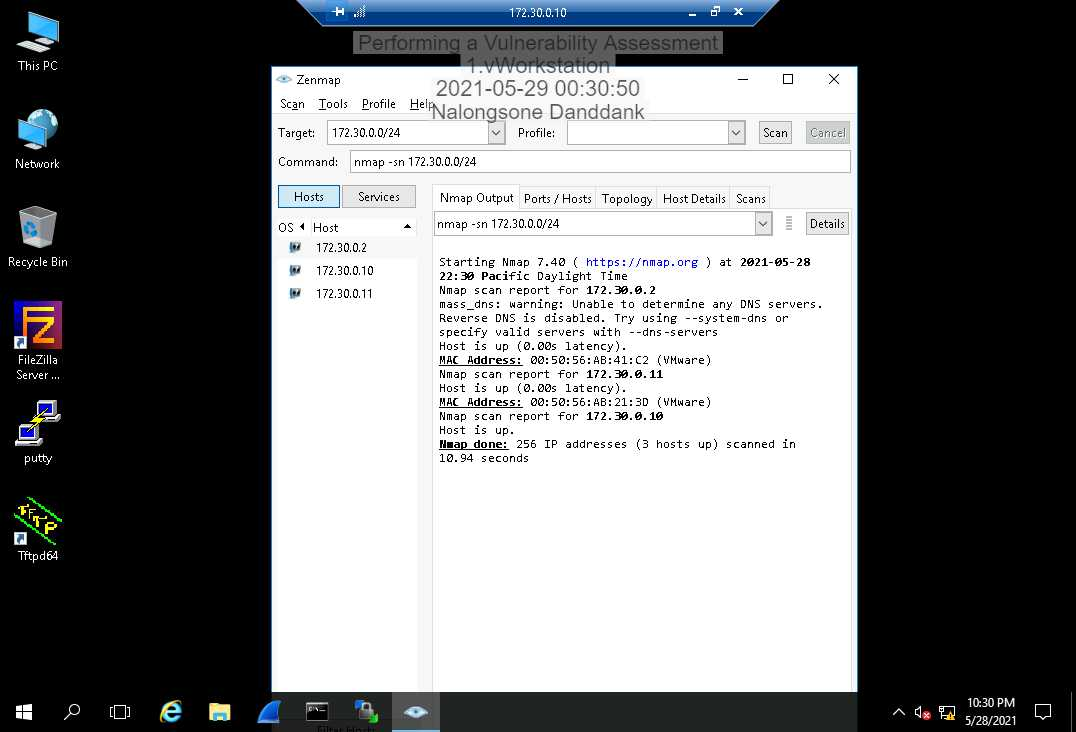 172.30.0.10
Performing a Vulnerability Assessment
1.vWorkstation
2021-05-29 00:30:50
Nalongsone Danddank
This PC
Network
Recycle Bin
FileZilla
Server ...
putty
Tftpd64
Zenmap
Scan Tools Profile Help
Target: 172.30.0.0/24 Profile: Scan Cancel
Command: nmap -sn 172.30.0.0/24
Hosts Services
OS Host
172.30.0.2
172.30.0.10
172.30.0.11
Nmap Output Ports / Hosts Topology Host Details Scans
nmap -sn 172.30.0.0/24 Details
Starting Nmap 7.40 ( https://nmap.org ) at 2021-05-28
22:30 Pacific Daylight Time
Nmap scan report for 172.30.0.2
mass_dns: warning: Unable to determine any DNS servers.
Reverse DNS is disabled. Try using --system-dns or
specify valid servers with --dns-servers
Host is up (0.00s latency).
MAC Address: 00:50:56:AB:41:C2 (VMware)
Nmap scan report for 172.30.0.11
Host is up (0.00s latency).
MAC Address: 00:50:56:AB:21:3D (VMware)
Nmap scan report for 172.30.0.10
Host is up.
Nmap done: 256 IP addresses (3 hosts up) scanned in
10.94 seconds
Filter Hosts
10:30 PM
5/28/2021